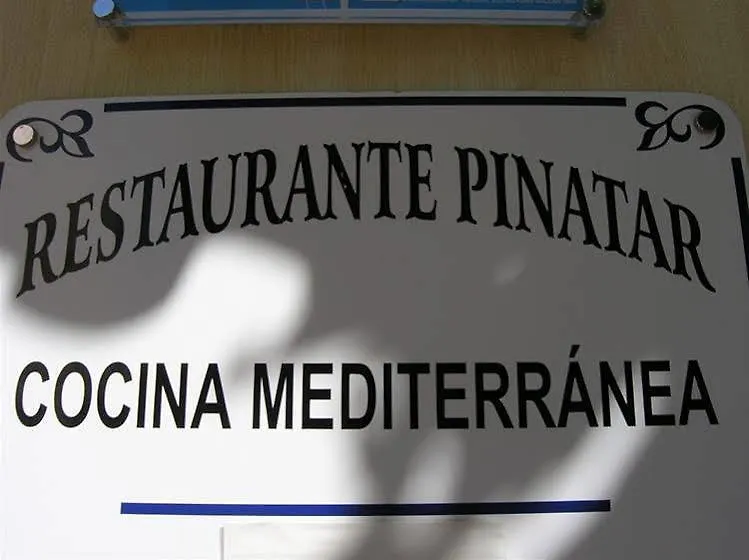 RESTAURANTE PINATAR
COCINA MEDITERRÁNEA